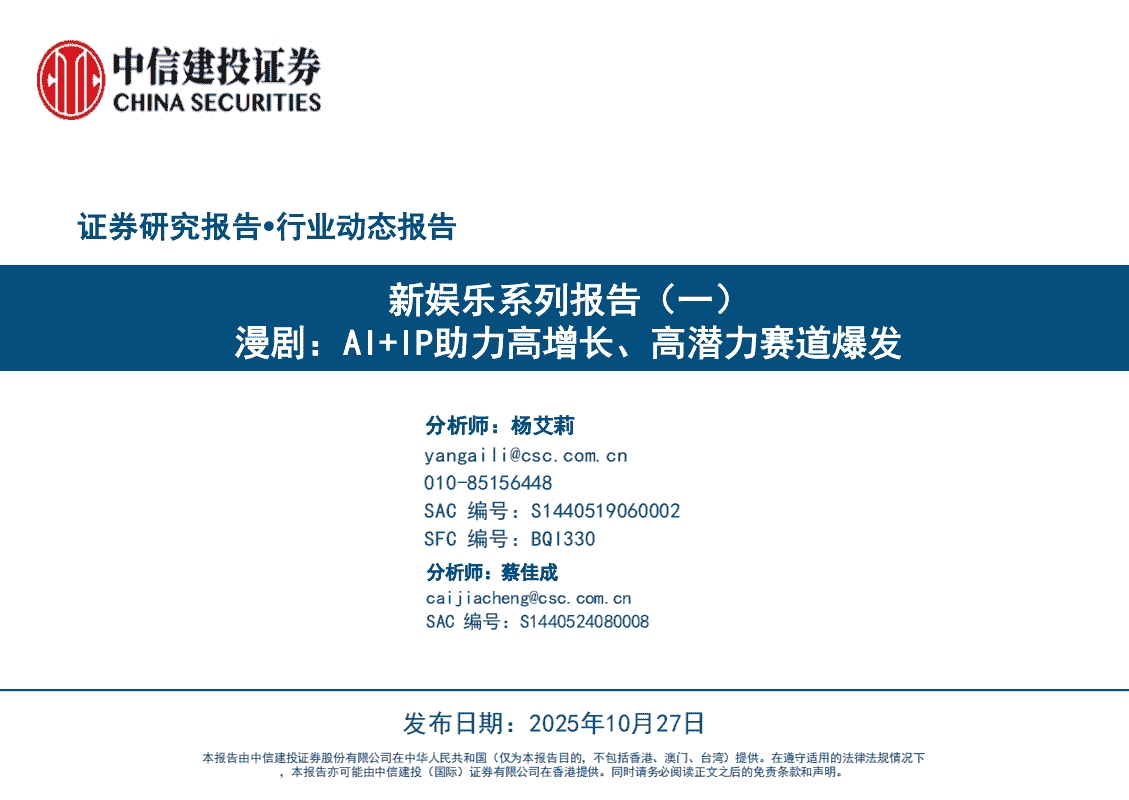 中信建投证券
CHINA SECURITIES
证券研究报告•行业动态报告
新娱乐系列报告（一）
漫剧：AI+IP助力高增长、高潜力赛道爆发
分析师：杨艾莉
yangaili@csc.com.cn
010-85156448
SAC 编号：S1440519060002
SFC 编号：BQI330
分析师：蔡佳成
caijiacheng@csc.com.cn
SAC 编号：S1440524080008
发布日期：2025年10月27日
本报告由中信建投证券股份有限公司在中华人民共和国（仅为本报告目的，不包括香港、澳门、台湾）提供。在遵守适用的法律法规情况下
，本报告亦可能由中信建投（国际）证券有限公司在香港提供。同时请务必阅读正文之后的免责条款和声明。